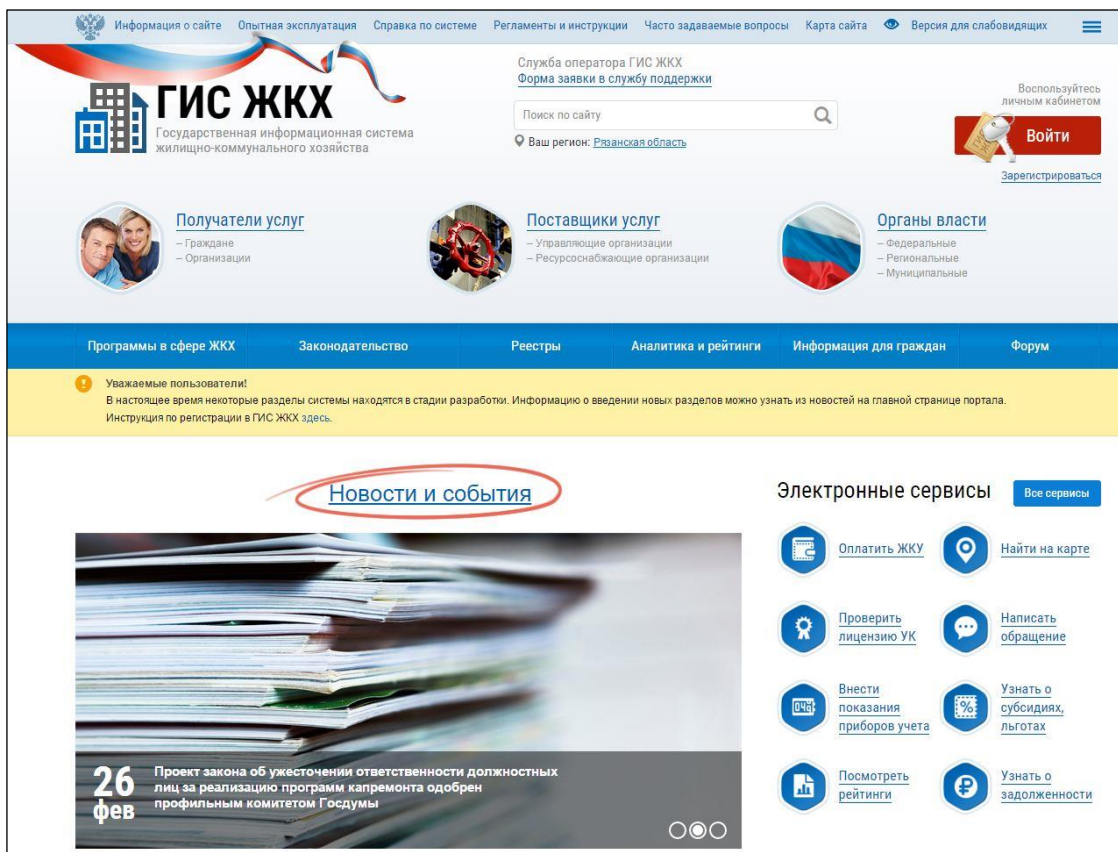 Информация о сайте Опытная эксплуатация Справка по системе Регламенты и инструкции Часто задаваемые вопросы Карта сайта Версия для слабовидящих
ГИС ЖКХ
Государственная информационная система
жилищно-коммунального хозяйства
Служба оператора ГИС ЖКХ
Форма заявки в службу поддержки
Поиск по сайту
Ваш регион: Рязанская область
Воспользуйтесь
личным кабинетом
Войти
Зарегистрироваться
Получатели услуг
– Граждане
– Организации
Поставщики услуг
– Управляющие организации
– Ресурсоснабжающие организации
Органы власти
– Федеральные
– Региональные
– Муниципальные
Программы в сфере ЖКХ Законодательство Реестры Аналитика и рейтинги Информация для граждан Форум
Уважаемые пользователи!
В настоящее время некоторые разделы системы находятся в стадии разработки. Информацию о введении новых разделов можно узнать из новостей на главной странице портала.
Инструкция по регистрации в ГИС ЖКХ здесь.
Новости и события
26
фев
Проект закона об ужесточении ответственности должностных
лиц за реализацию программ капремонта одобрен
профильным комитетом Госдумы
Электронные сервисы
Все сервисы
Оплатить ЖКУ
Найти на карте
Проверить
лицензию УК
Написать
обращение
Внести
показания
приборов учета
Узнать о
субсидиях,
льготах
Посмотреть
рейтинги
Узнать о
задолженности